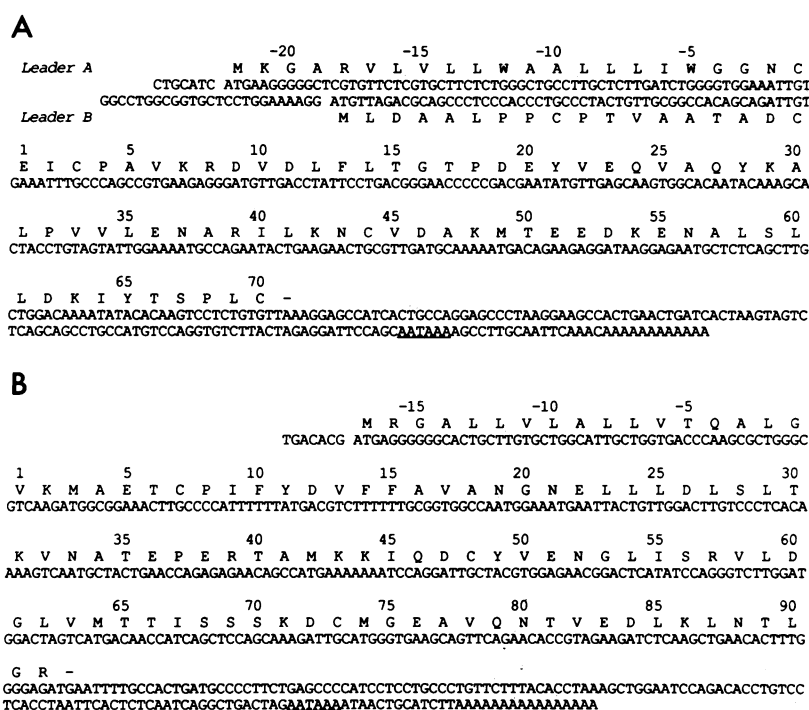 A
-20 -15 -10 -5
Leader A M K G A R V L V L L W A A L L L I W G G N C
CTGCATC ATGAAGGGGGCTCGTGTTCTCGTGCTTCTCTGGGCTGCCTTGCTCTTGATCTGGGGTGGAAATTGT
GGCCTGGCGGTGCTCCTGGAAAAGG ATGTTAGACGCAGCCCTCCCACCCTGCCCTACTGTTGCGGCCACAGCAGATTGT
Leader B M L D A A L P P C P T V A A T A D C
1 5 10 15 20 25 30
E I C P A V K R D V D L F L T G T P D E Y V E Q V A Q Y K A
GAAATTTGCCCAGCCGTGAAGAGGGATGTTGACCTATTCCTGACGGGAACCCCCGACGAATATGTTGAGCAAGTGGCACAATACAAAGCA
35 40 45 50 55 60
L P V V L E N A R I L K N C V D A K M T E E D K E N A L S L
CTACCTGTAGTATTGGAAAATGCCAGAATACTGAAGAACTGCGTTGATGCAAAAATGACAGAAGAGGATAAGGAGAATGCTCTCAGCTTG
65 70
L D K I Y T S P L C -
CTGGACAAAATATACACAAGTCCTCTGTGTTAAAGGAGCCATCACTGCCAGGAGCCCTAAGGAAGCCACTGAACTGATCACTAAGTAGTC
TCAGCAGCCTGCCATGTCCAGGTGTCTTACTAGAGGATTCCAGCAATAAAAGCCTTGCAATTCAAACAAAAAAAAAAAA
B
-15 -10 -5
M R G A L L V L A L L V T Q A L G
TGACACG ATGAGGGGGGCACTGCTTGTGCTGGCATTGCTGGTGACCCAAGCGCTGGGC
1 5 10 15 20 25 30
V K M A E T C P I F Y D V F F A V A N G N E L L L D L S L T
GTCAAGATGGCGGAAACTTGCCCCATTTTTTATGACGTCTTTTTTGCGGTGGCCAATGGAAATGAATTACTGTTGGACTTGTCCCTCACA
35 40 45 50 55 60
K V N A T E P E R T A M K K I Q D C Y V E N G L I S R V L D
AAAGTCAATGCTACTGAACCAGAGAGAACAGCCATGAAAAAAATCCAGGATTGCTACGTGGAGAACGGACTCATATCCAGGGTCTTGGAT
65 70 75 80 85 90
G L V M T T I S S S K D C M G E A V Q N T V E D L K L N T L
GGACTAGTCATGACAACCATCAGCTCCAGCAAAGATTGCATGGGTGAAGCAGTTCAGAACACCGTAGAAGATCTCAAGCTGAACACTTTG
G R -
GGGAGATGAATTTTGCCACTGATGCCCCTTCTGAGCCCCATCCTCCTGCCCTGTTCTTTACACCTAAAGCTGGAATCCAGACACCTGTCC
TCACCTAATTCACTCTCAATCAGGCTGACTAGAATAAAATAACTGCATCTTAAAAAAAAAAAAAAAA